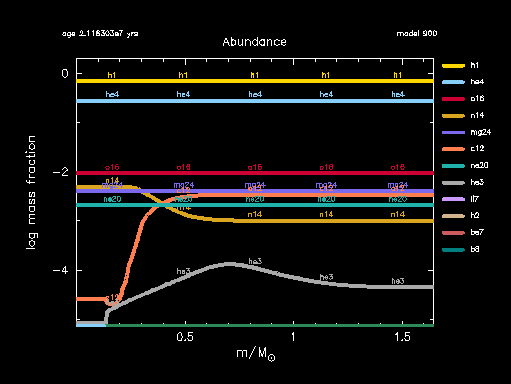 age 2.118303e7 yrs
model 900
Abundance
h1 h1 h1 h1 h1
he4 he4 he4 he4 he4
o16 o16 o16 o16 o16
n14
mg24 mg24 mg24 mg24 mg24
ne20 ne20 ne20 ne20 ne20
n14 n14 n14 n14
he3 he3 he3 he3
c12
0
−2
−4
0.5 1 1.5
m/M☉
log mass fraction
h1
he4
o16
n14
mg24
c12
ne20
he3
li7
h2
be7
b8